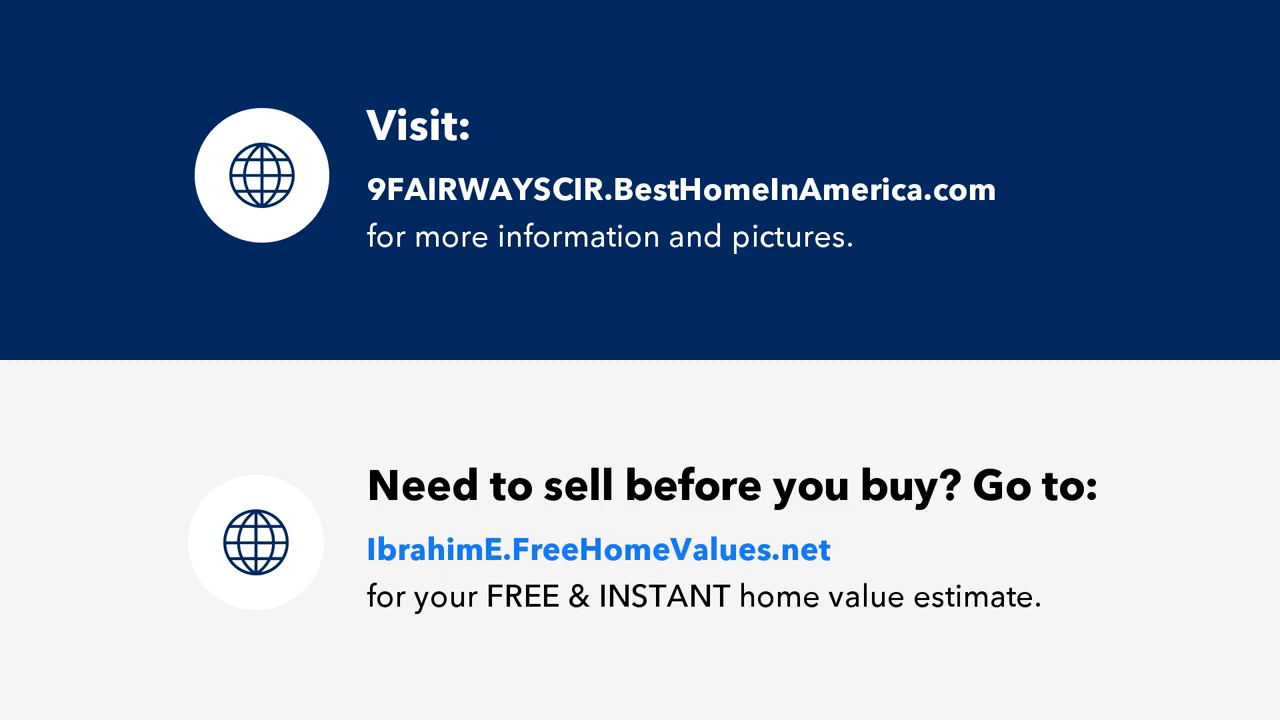 Visit:
9FAIRWAYSCIR.BestHomeInAmerica.com
for more information and pictures.
Need to sell before you buy? Go to:
IbrahimE.FreeHomeValues.net
for your FREE & INSTANT home value estimate.